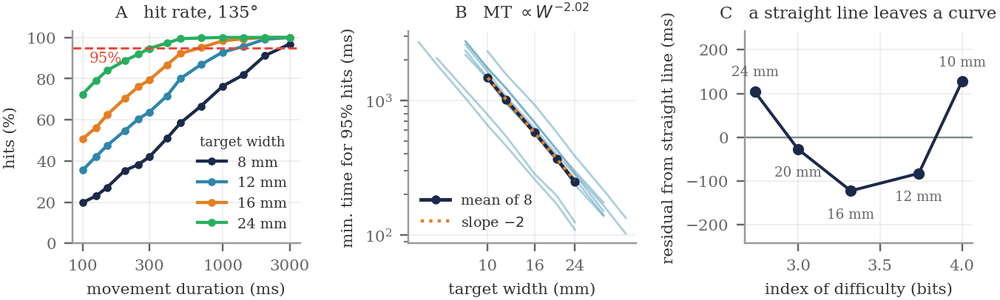 A hit rate, 135°
hits (%)
100
80
60
40
20
0
95%
target width
8 mm
12 mm
16 mm
24 mm
100
300
1000
3000
movement duration (ms)
B MT ∝ W^−2.02
min. time for 95% hits (ms)
10³
10²
mean of 8
slope −2
10
16
24
target width (mm)
C a straight line leaves a curve
residual from straight line (ms)
200
100
0
−100
−200
24 mm
20 mm
16 mm
12 mm
10 mm
3.0
3.5
4.0
index of difficulty (bits)